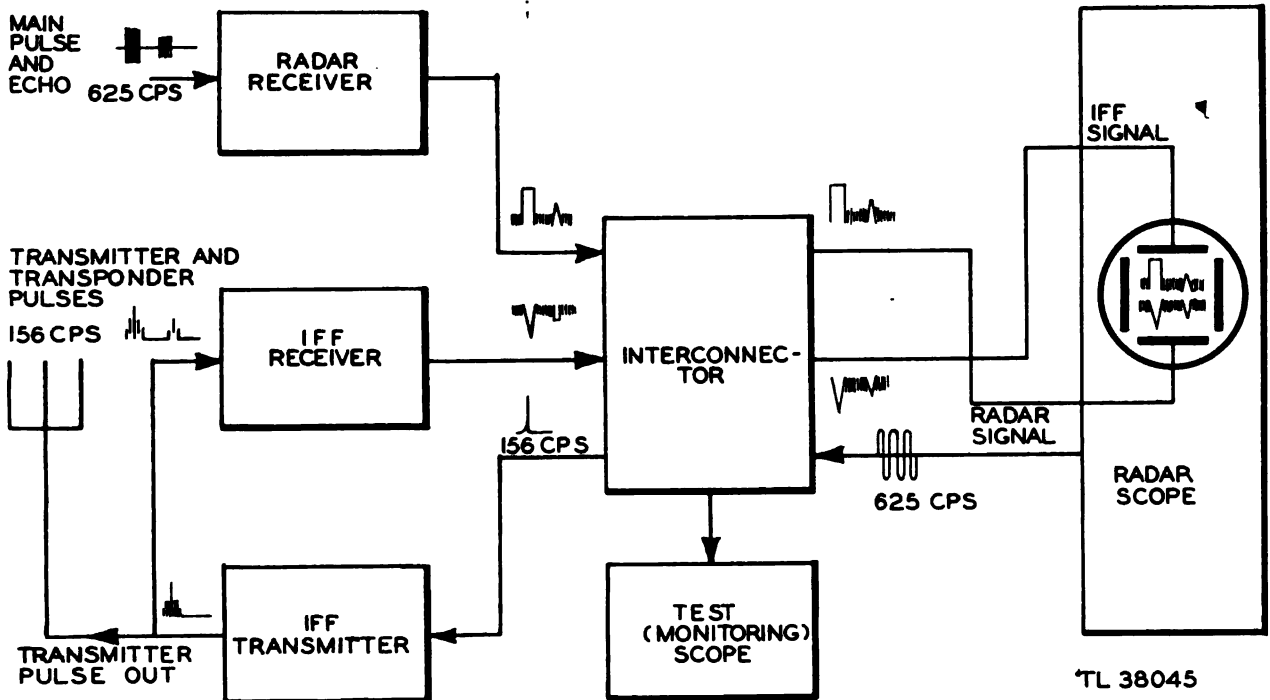 MAIN
PULSE
AND
ECHO
625 CPS
RADAR
RECEIVER
IFF
SIGNAL
TRANSMITTER AND
TRANSPONDER
PULSES
156 CPS
IFF
RECEIVER
INTERCONNEC-
TOR
156 CPS
RADAR
SIGNAL
625 CPS
RADAR
SCOPE
IFF
TRANSMITTER
TEST
(MONITORING)
SCOPE
TRANSMITTER
PULSE OUT
TL 38045